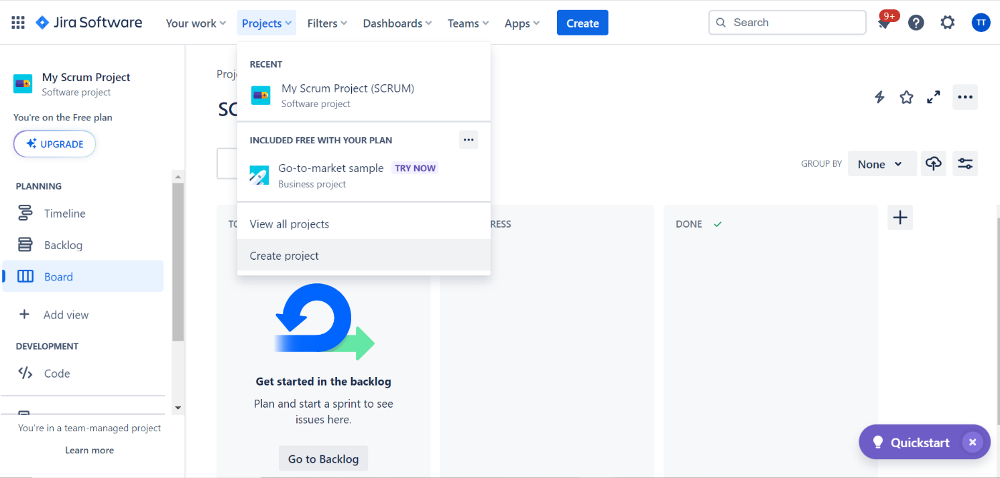 Jira Software
Your work
Projects
Filters
Dashboards
Teams
Apps
Create
Search
9+
TT
My Scrum Project
Software project
You're on the Free plan
UPGRADE
PLANNING
Timeline
Backlog
Board
Add view
DEVELOPMENT
Code
You're in a team-managed project
Learn more
RECENT
My Scrum Project (SCRUM)
Software project
INCLUDED FREE WITH YOUR PLAN
Go-to-market sample TRY NOW
Business project
View all projects
Create project
Proje
SC
GROUP BY
None
TO
RESS
DONE
Get started in the backlog
Plan and start a sprint to see
issues here.
Go to Backlog
Quickstart